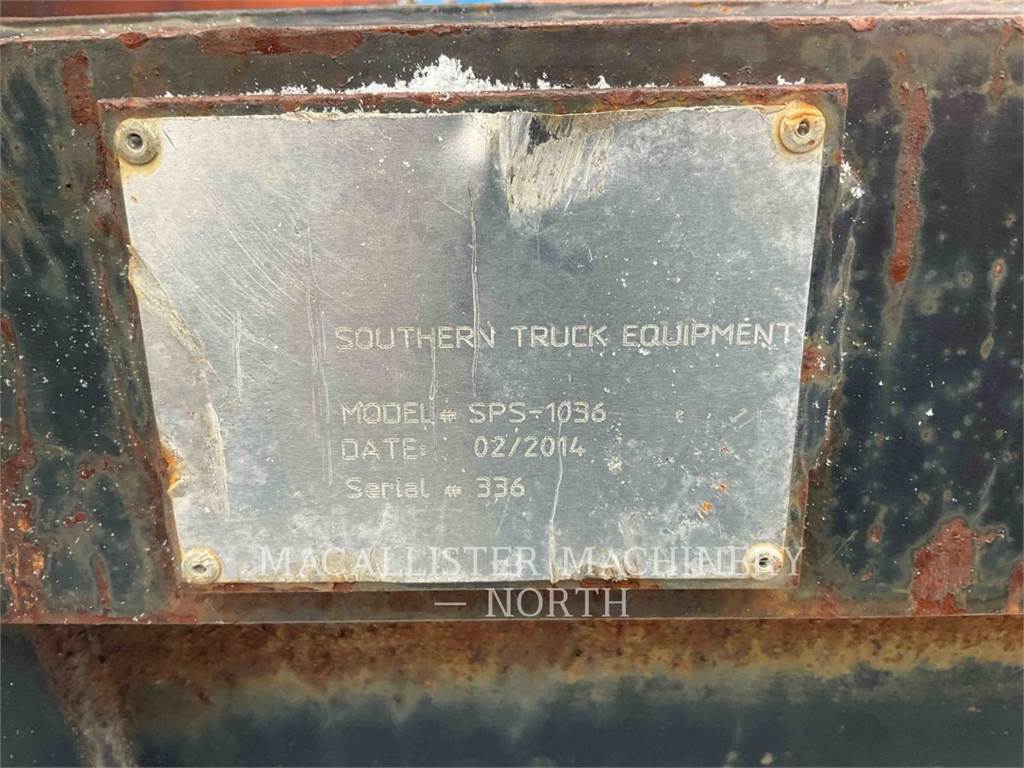 SOUTHERN TRUCK EQUIPMENT
MODEL# SPS-1036
DATE: 02/2014
Serial # 336
MACALLISTER MACHINERY
— NORTH